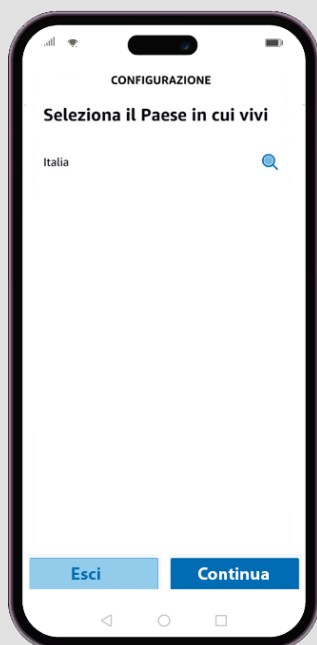 CONFIGURAZIONE
Seleziona il Paese in cui vivi
Italia
Esci
Continua